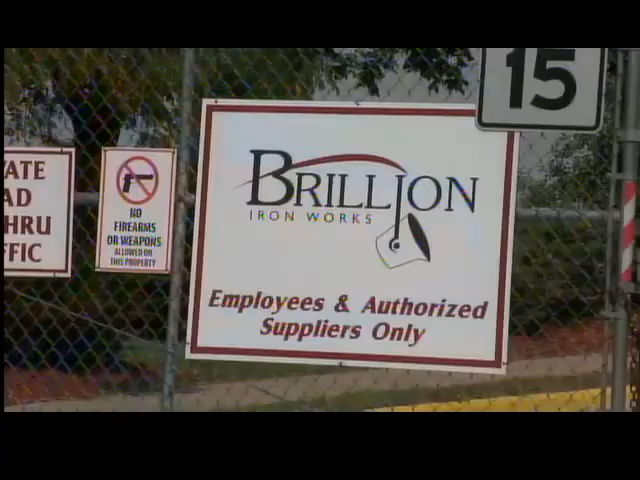 15
BRILLION
IRON WORKS
Employees & Authorized
Suppliers Only
NO
FIREARMS
OR WEAPONS
ALLOWED ON
THIS PROPERTY
VATE
AD
HRU
FFIC